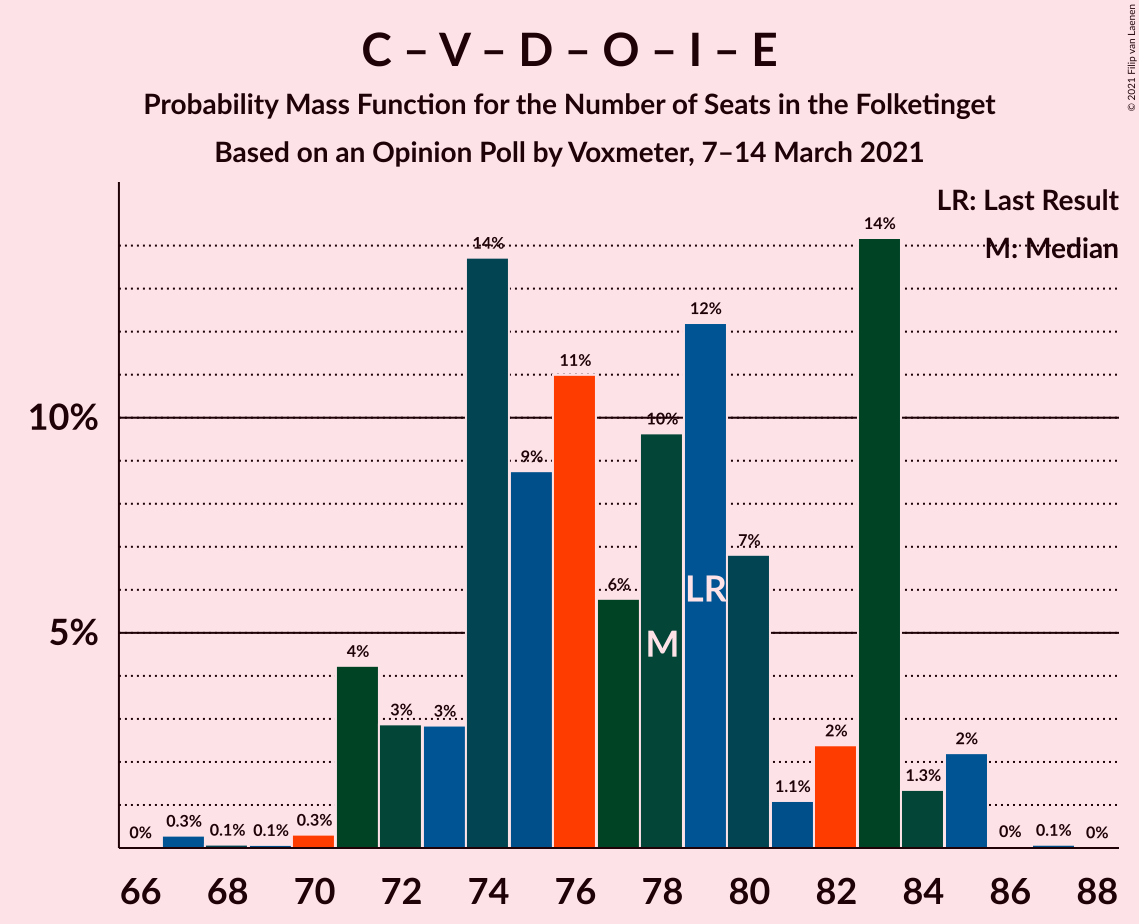 C – V – D – O – I – E
Probability Mass Function for the Number of Seats in the Folketinget
Based on an Opinion Poll by Voxmeter, 7–14 March 2021
© 2021 Filip van Laenen
LR: Last Result
M: Median
10%
5%
0%
0.3%
0.1%
0.1%
0.3%
4%
3%
3%
14%
9%
11%
6%
10%
12%
7%
1.1%
2%
14%
1.3%
2%
0%
0.1%
0%
M
LR
66 68 70 72 74 76 78 80 82 84 86 88